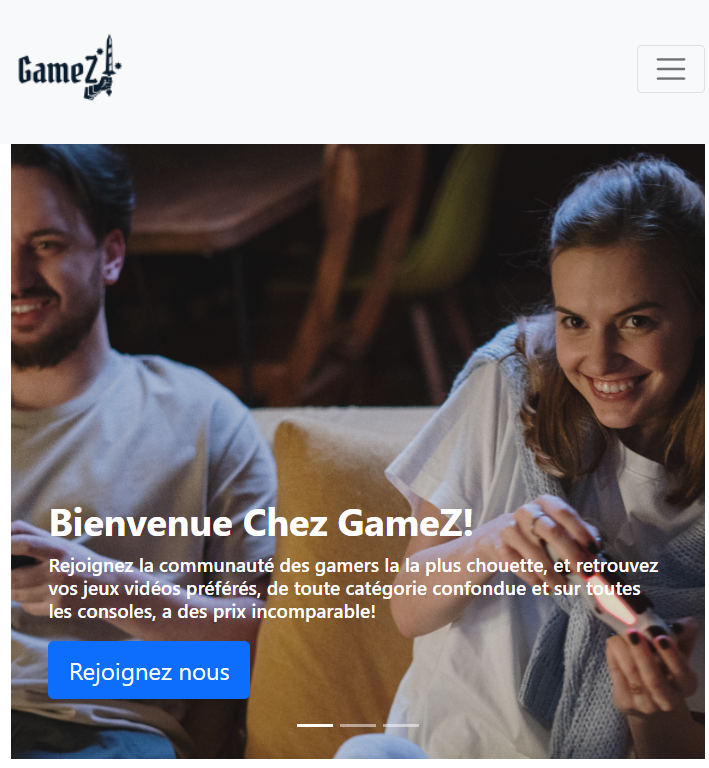 GameZ
Bienvenue Chez GameZ!
Rejoignez la communauté des gamers la la plus chouette, et retrouvez
vos jeux vidéos préférés, de toute catégorie confondue et sur toutes
les consoles, a des prix incomparable!
Rejoignez nous